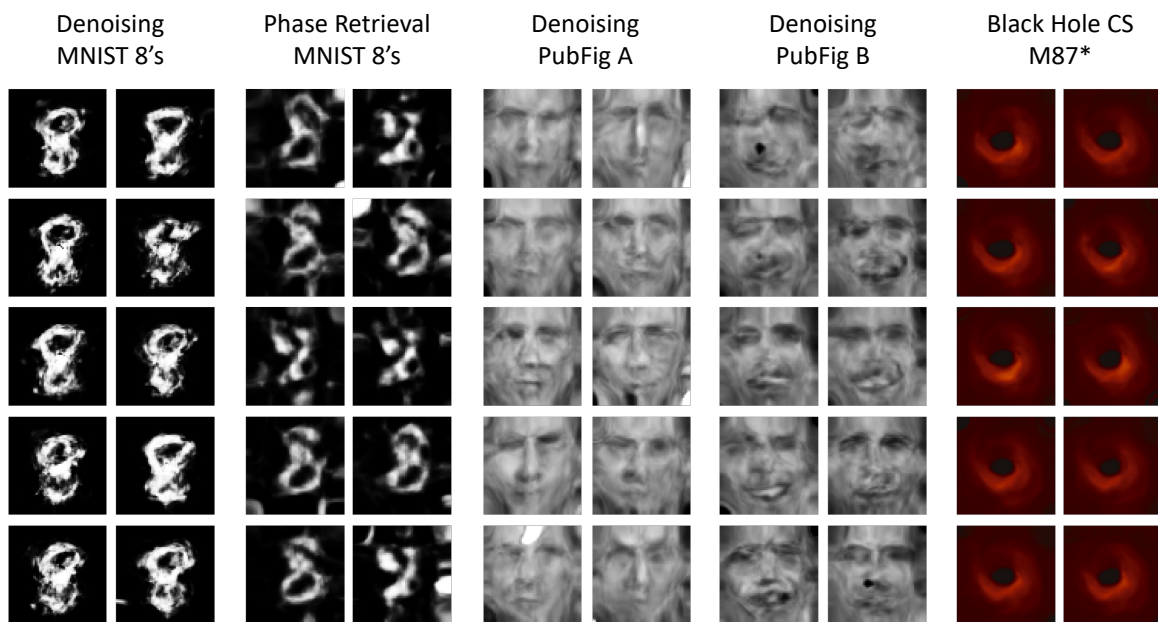 Denoising
MNIST 8’s
Phase Retrieval
MNIST 8’s
Denoising
PubFig A
Denoising
PubFig B
Black Hole CS
M87*